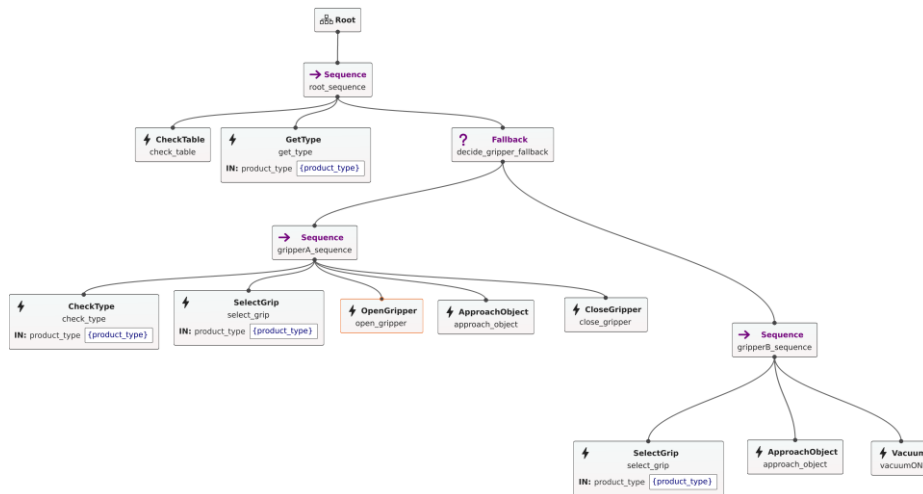 Root
Sequence
root_sequence
CheckTable
check_table
GetType
get_type
IN: product_type {product_type}
? Fallback
decide_gripper_fallback
Sequence
gripperA_sequence
CheckType
check_type
IN: product_type {product_type}
SelectGrip
select_grip
IN: product_type {product_type}
OpenGripper
open_gripper
ApproachObject
approach_object
CloseGripper
close_gripper
Sequence
gripperB_sequence
SelectGrip
select_grip
IN: product_type {product_type}
ApproachObject
approach_object
Vacuum
vacuumON